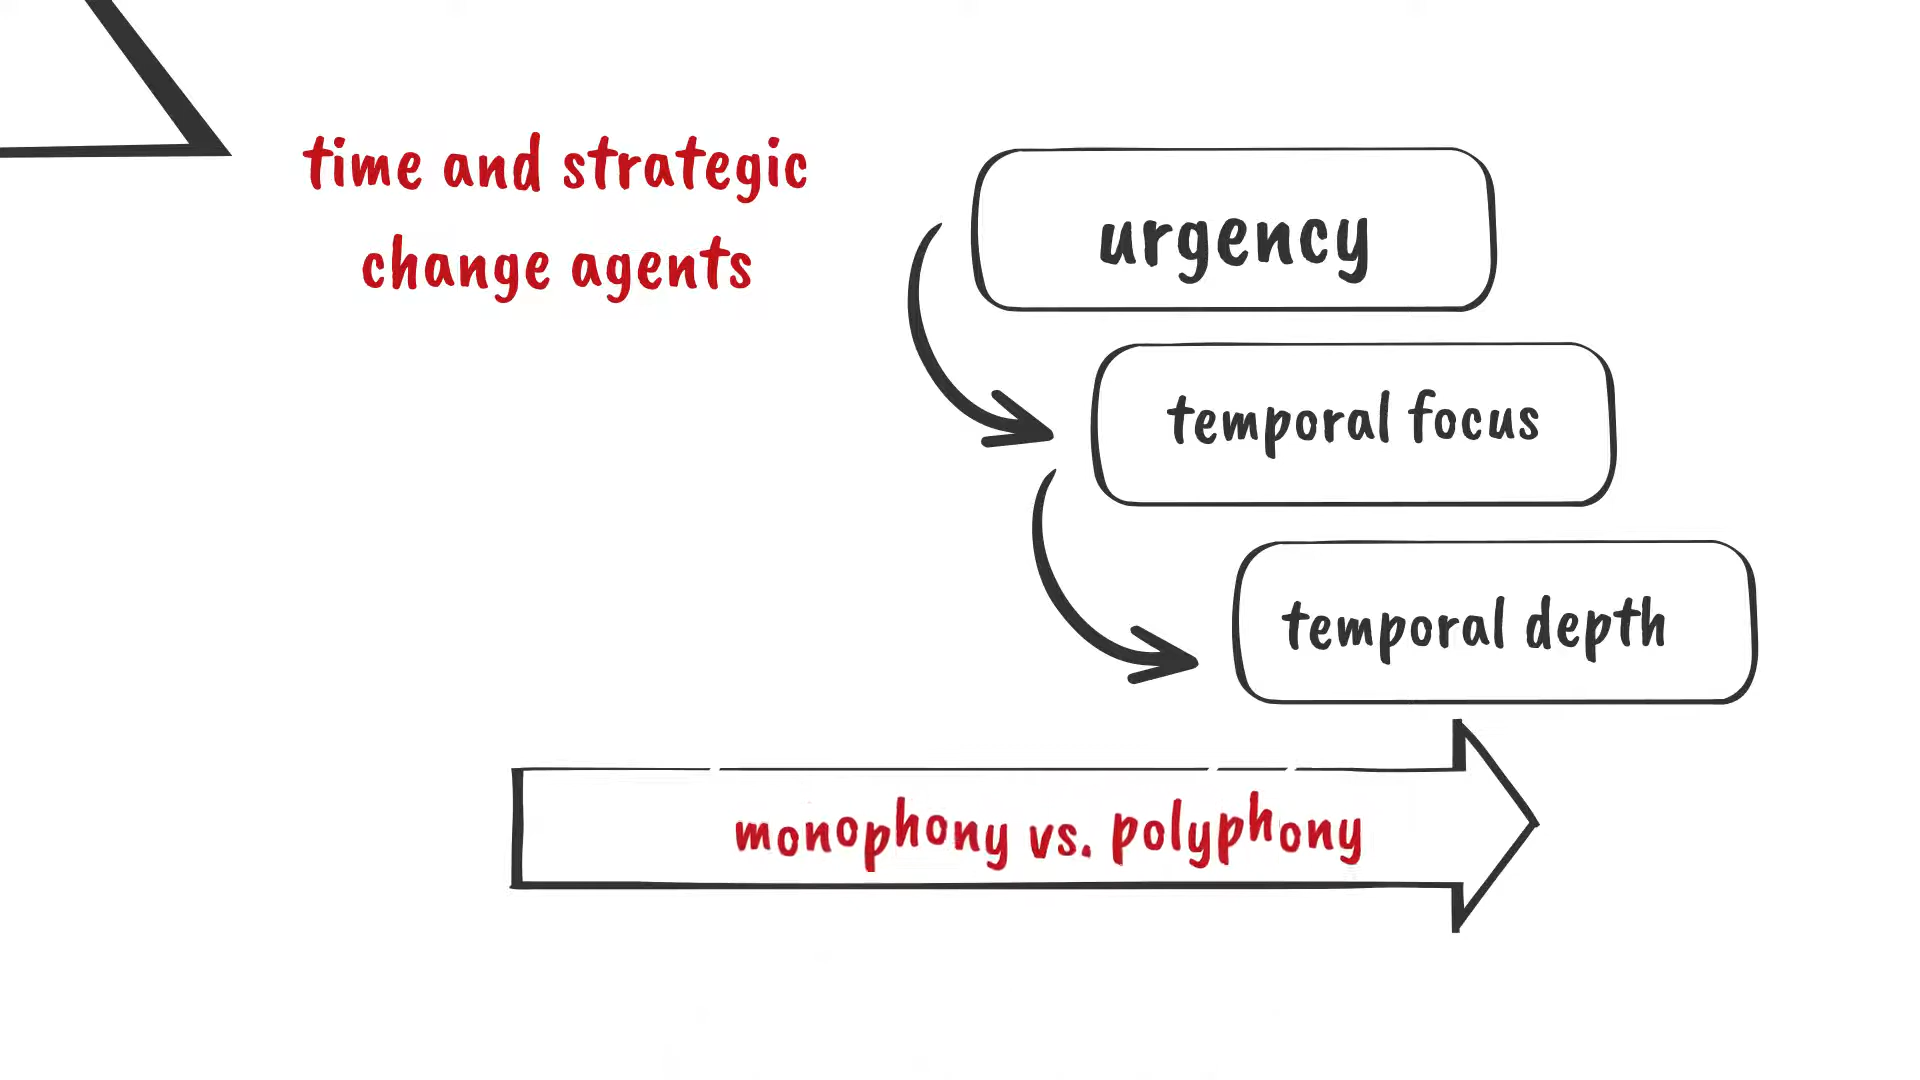 time and strategic
change agents
urgency
temporal focus
temporal depth
monophony vs. polyphony